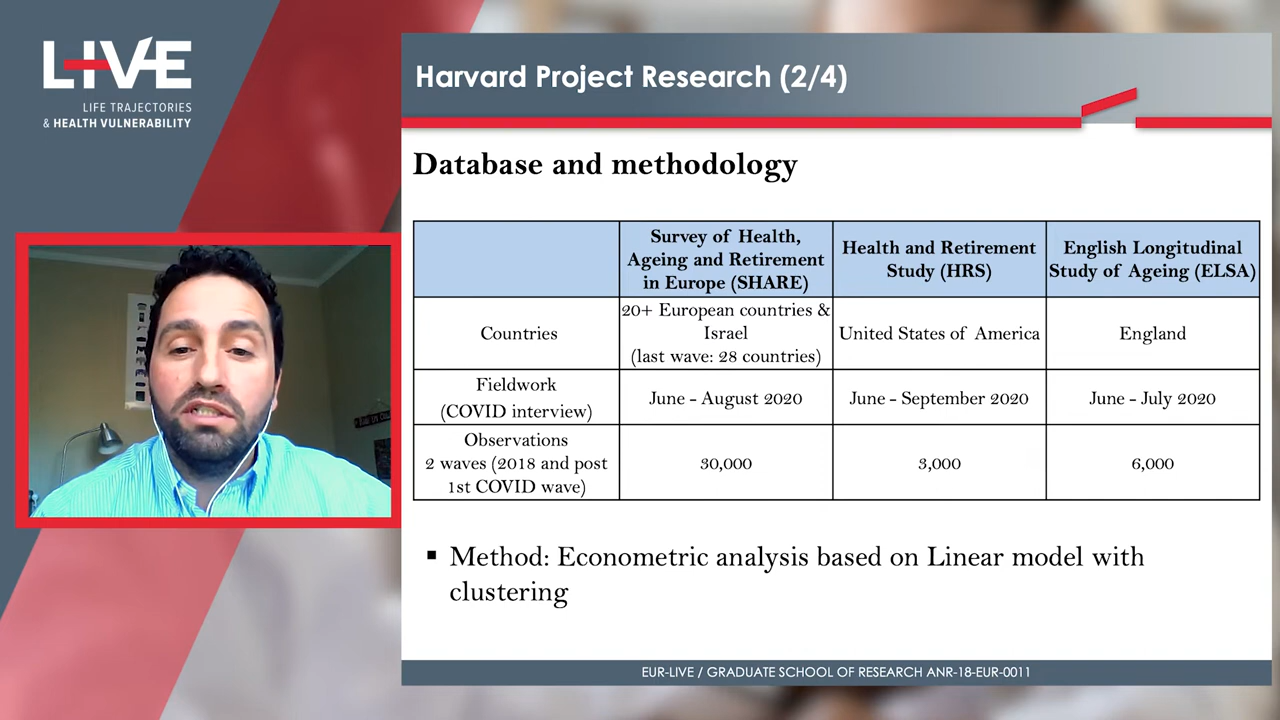 LIVE
LIFE TRAJECTORIES
& HEALTH VULNERABILITY
Harvard Project Research (2/4)
Database and methodology
Survey of Health,
Ageing and Retirement
in Europe (SHARE)
Health and Retirement
Study (HRS)
English Longitudinal
Study of Ageing (ELSA)
Countries
20+ European countries &
Israel
(last wave: 28 countries)
United States of America
England
Fieldwork
(COVID interview)
June - August 2020
June - September 2020
June - July 2020
Observations
2 waves (2018 and post
1st COVID wave)
30,000
3,000
6,000
▪ Method: Econometric analysis based on Linear model with
clustering
EUR-LIVE / GRADUATE SCHOOL OF RESEARCH ANR-18-EUR-0011